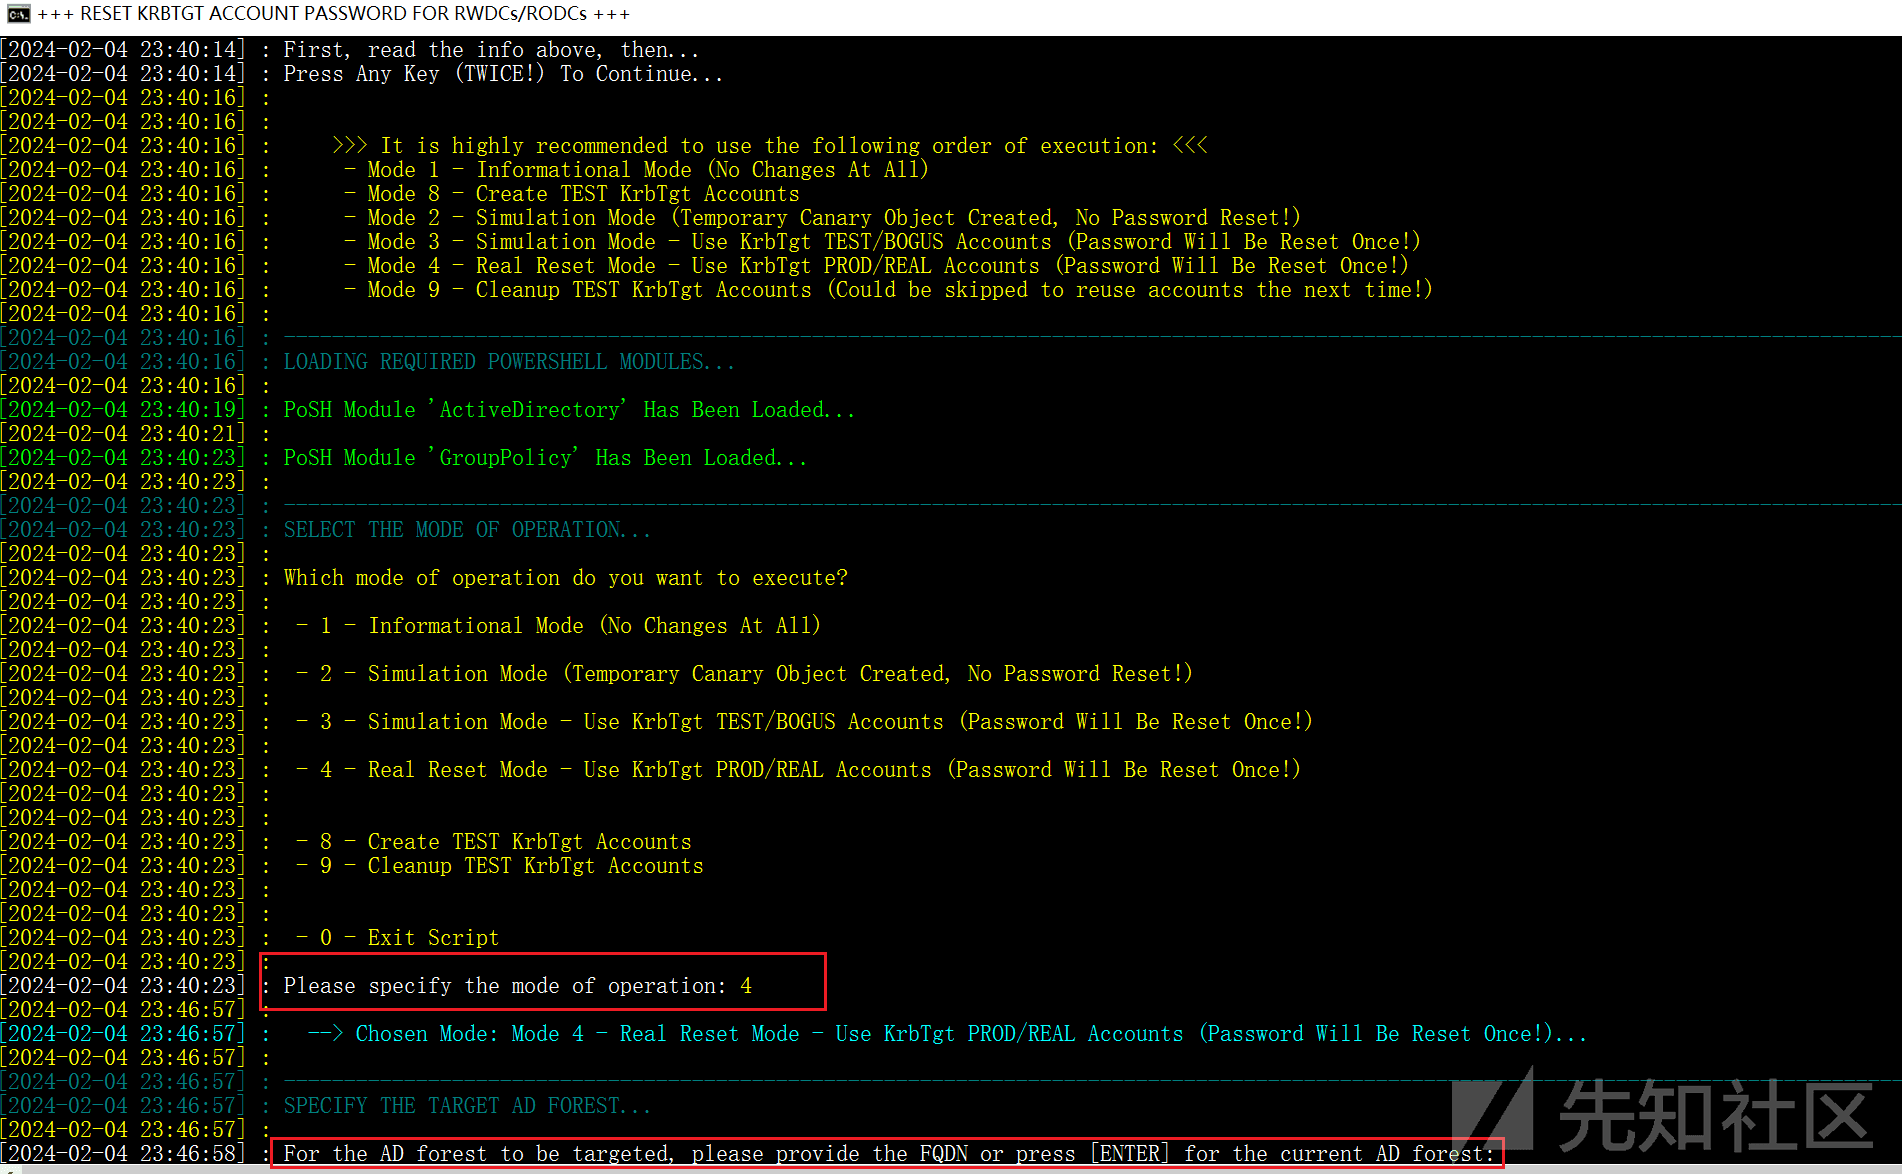 +++ RESET KRBTGT ACCOUNT PASSWORD FOR RWDCs/RODCs +++
[2024-02-04 23:40:14] : First, read the info above, then...
[2024-02-04 23:40:14] : Press Any Key (TWICE!) To Continue...
[2024-02-04 23:40:16] :
[2024-02-04 23:40:16] :
[2024-02-04 23:40:16] : >>> It is highly recommended to use the following order of execution: <<<
[2024-02-04 23:40:16] : - Mode 1 - Informational Mode (No Changes At All)
[2024-02-04 23:40:16] : - Mode 8 - Create TEST KrbTgt Accounts
[2024-02-04 23:40:16] : - Mode 2 - Simulation Mode (Temporary Canary Object Created, No Password Reset!)
[2024-02-04 23:40:16] : - Mode 3 - Simulation Mode - Use KrbTgt TEST/BOGUS Accounts (Password Will Be Reset Once!)
[2024-02-04 23:40:16] : - Mode 4 - Real Reset Mode - Use KrbTgt PROD/REAL Accounts (Password Will Be Reset Once!)
[2024-02-04 23:40:16] : - Mode 9 - Cleanup TEST KrbTgt Accounts (Could be skipped to reuse accounts the next time!)
[2024-02-04 23:40:16] :
[2024-02-04 23:40:16] : ------------------------------------------------------------------------------------------------------------------------------------------
[2024-02-04 23:40:16] : LOADING REQUIRED POWERSHELL MODULES...
[2024-02-04 23:40:16] :
[2024-02-04 23:40:19] : PoSH Module 'ActiveDirectory' Has Been Loaded...
[2024-02-04 23:40:21] :
[2024-02-04 23:40:23] : PoSH Module 'GroupPolicy' Has Been Loaded...
[2024-02-04 23:40:23] :
[2024-02-04 23:40:23] : ------------------------------------------------------------------------------------------------------------------------------------------
[2024-02-04 23:40:23] : SELECT THE MODE OF OPERATION...
[2024-02-04 23:40:23] :
[2024-02-04 23:40:23] : Which mode of operation do you want to execute?
[2024-02-04 23:40:23] :
[2024-02-04 23:40:23] : - 1 - Informational Mode (No Changes At All)
[2024-02-04 23:40:23] :
[2024-02-04 23:40:23] : - 2 - Simulation Mode (Temporary Canary Object Created, No Password Reset!)
[2024-02-04 23:40:23] :
[2024-02-04 23:40:23] : - 3 - Simulation Mode - Use KrbTgt TEST/BOGUS Accounts (Password Will Be Reset Once!)
[2024-02-04 23:40:23] :
[2024-02-04 23:40:23] : - 4 - Real Reset Mode - Use KrbTgt PROD/REAL Accounts (Password Will Be Reset Once!)
[2024-02-04 23:40:23] :
[2024-02-04 23:40:23] :
[2024-02-04 23:40:23] : - 8 - Create TEST KrbTgt Accounts
[2024-02-04 23:40:23] : - 9 - Cleanup TEST KrbTgt Accounts
[2024-02-04 23:40:23] :
[2024-02-04 23:40:23] :
[2024-02-04 23:40:23] : - 0 - Exit Script
[2024-02-04 23:40:23] :
[2024-02-04 23:40:23] : Please specify the mode of operation: 4
[2024-02-04 23:46:57] :
[2024-02-04 23:46:57] : --> Chosen Mode: Mode 4 - Real Reset Mode - Use KrbTgt PROD/REAL Accounts (Password Will Be Reset Once!)...
[2024-02-04 23:46:57] :
[2024-02-04 23:46:57] : ------------------------------------------------------------------------------------------------------------------------------------------
[2024-02-04 23:46:57] : SPECIFY THE TARGET AD FOREST...
[2024-02-04 23:46:57] :
[2024-02-04 23:46:58] : For the AD forest to be targeted, please provide the FQDN or press [ENTER] for the current AD forest:
先知社区